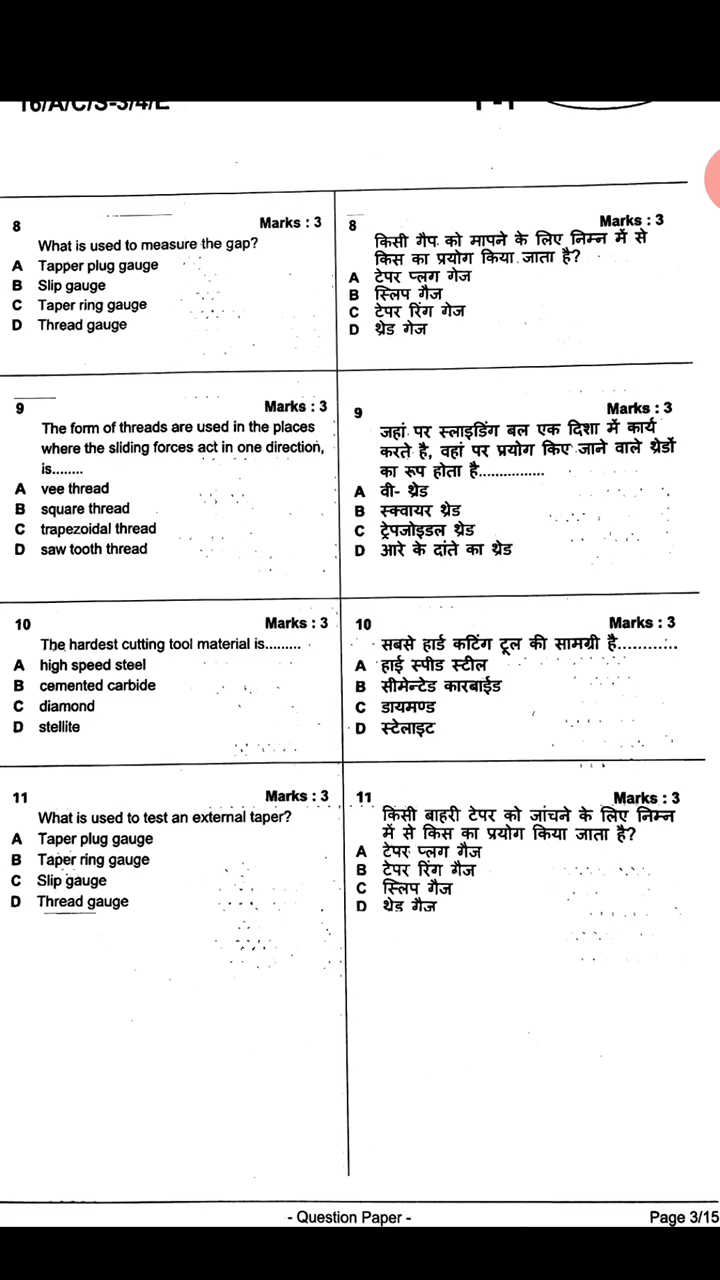 16/A/C/S-3/4/E
8 Marks : 3
What is used to measure the gap?
A Tapper plug gauge
B Slip gauge
C Taper ring gauge
D Thread gauge
8 Marks : 3
किसी गैप को मापने के लिए निम्न में से
किस का प्रयोग किया जाता है?
A टेपर प्लग गेज
B स्लिप गैज
C टेपर रिंग गेज
D थ्रेड गेज
9 Marks : 3
The form of threads are used in the places
where the sliding forces act in one direction,
is........
A vee thread
B square thread
C trapezoidal thread
D saw tooth thread
9 Marks : 3
जहां पर स्लाइडिंग बल एक दिशा में कार्य
करते है, वहां पर प्रयोग किए जाने वाले थ्रेडों
का रूप होता है................
A वी- थ्रेड
B स्क्वायर थ्रेड
C ट्रेपजोइडल थ्रेड
D आरे के दांते का थ्रेड
10 Marks : 3
The hardest cutting tool material is.........
A high speed steel
B cemented carbide
C diamond
D stellite
10 Marks : 3
सबसे हार्ड कटिंग टूल की सामग्री है............
A हाई स्पीड स्टील
B सीमेन्टेड कारबाईड
C डायमण्ड
D स्टेलाइट
11 Marks : 3
What is used to test an external taper?
A Taper plug gauge
B Taper ring gauge
C Slip gauge
D Thread gauge
11 Marks : 3
किसी बाहरी टेपर को जांचने के लिए निम्न
में से किस का प्रयोग किया जाता है?
A टेपर प्लग गैज
B टेपर रिंग गैज
C स्लिप गैज
D थ्रेड गैज
- Question Paper -
Page 3/15